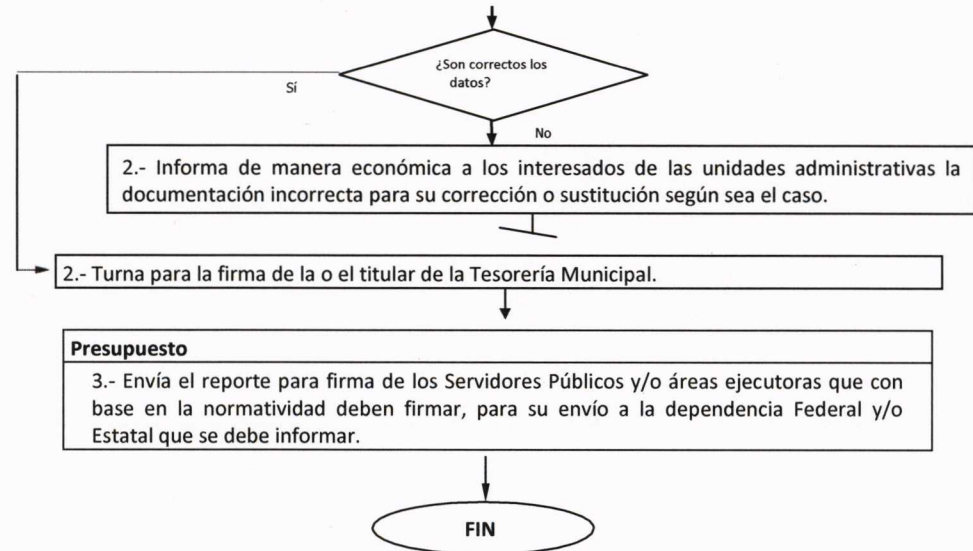 ¿Son correctos los
datos?
Sí
No
2.- Informa de manera económica a los interesados de las unidades administrativas la
documentación incorrecta para su corrección o sustitución según sea el caso.
2.- Turna para la firma de la o el titular de la Tesorería Municipal.
Presupuesto
3.- Envía el reporte para firma de los Servidores Públicos y/o áreas ejecutoras que con
base en la normatividad deben firmar, para su envío a la dependencia Federal y/o
Estatal que se debe informar.
FIN